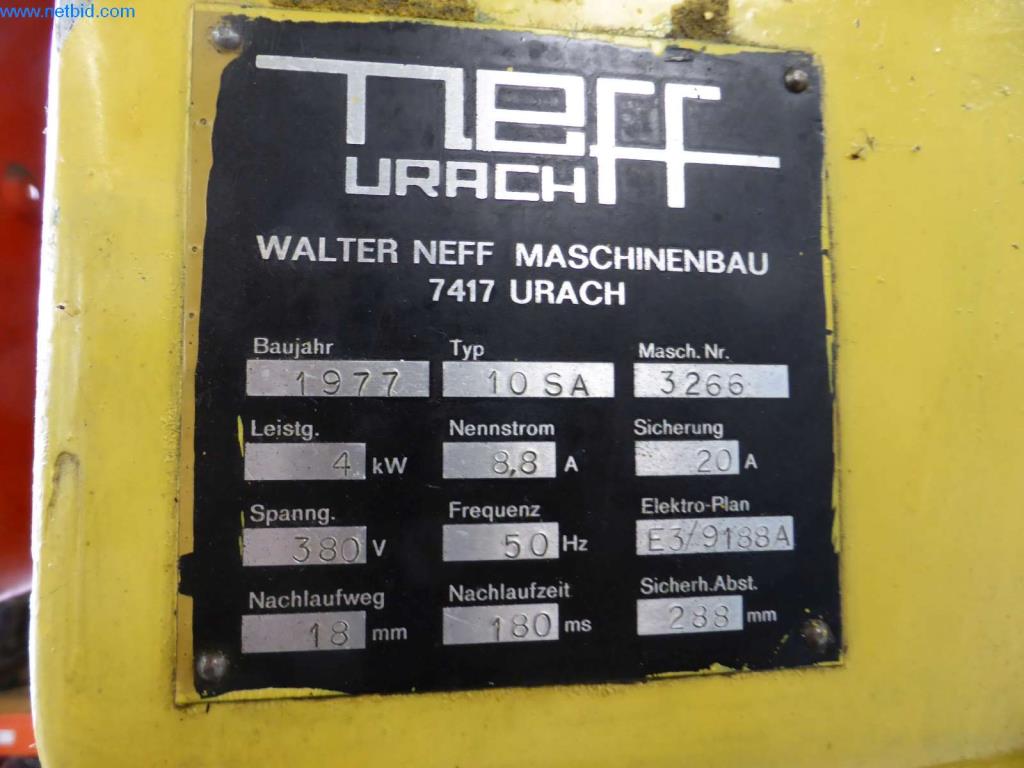 www.netbid.com
neff
URACH
WALTER NEFF MASCHINENBAU
7417 URACH
Baujahr Typ Masch. Nr.
1977 10 SA 3266
Leistg. Nennstrom Sicherung
4 kW 8,8 A 20 A
Spanng. Frequenz Elektro-Plan
380 V 50 Hz E3/9188A
Nachlaufweg Nachlaufzeit Sicherh.Abst.
18 mm 180 ms 288 mm